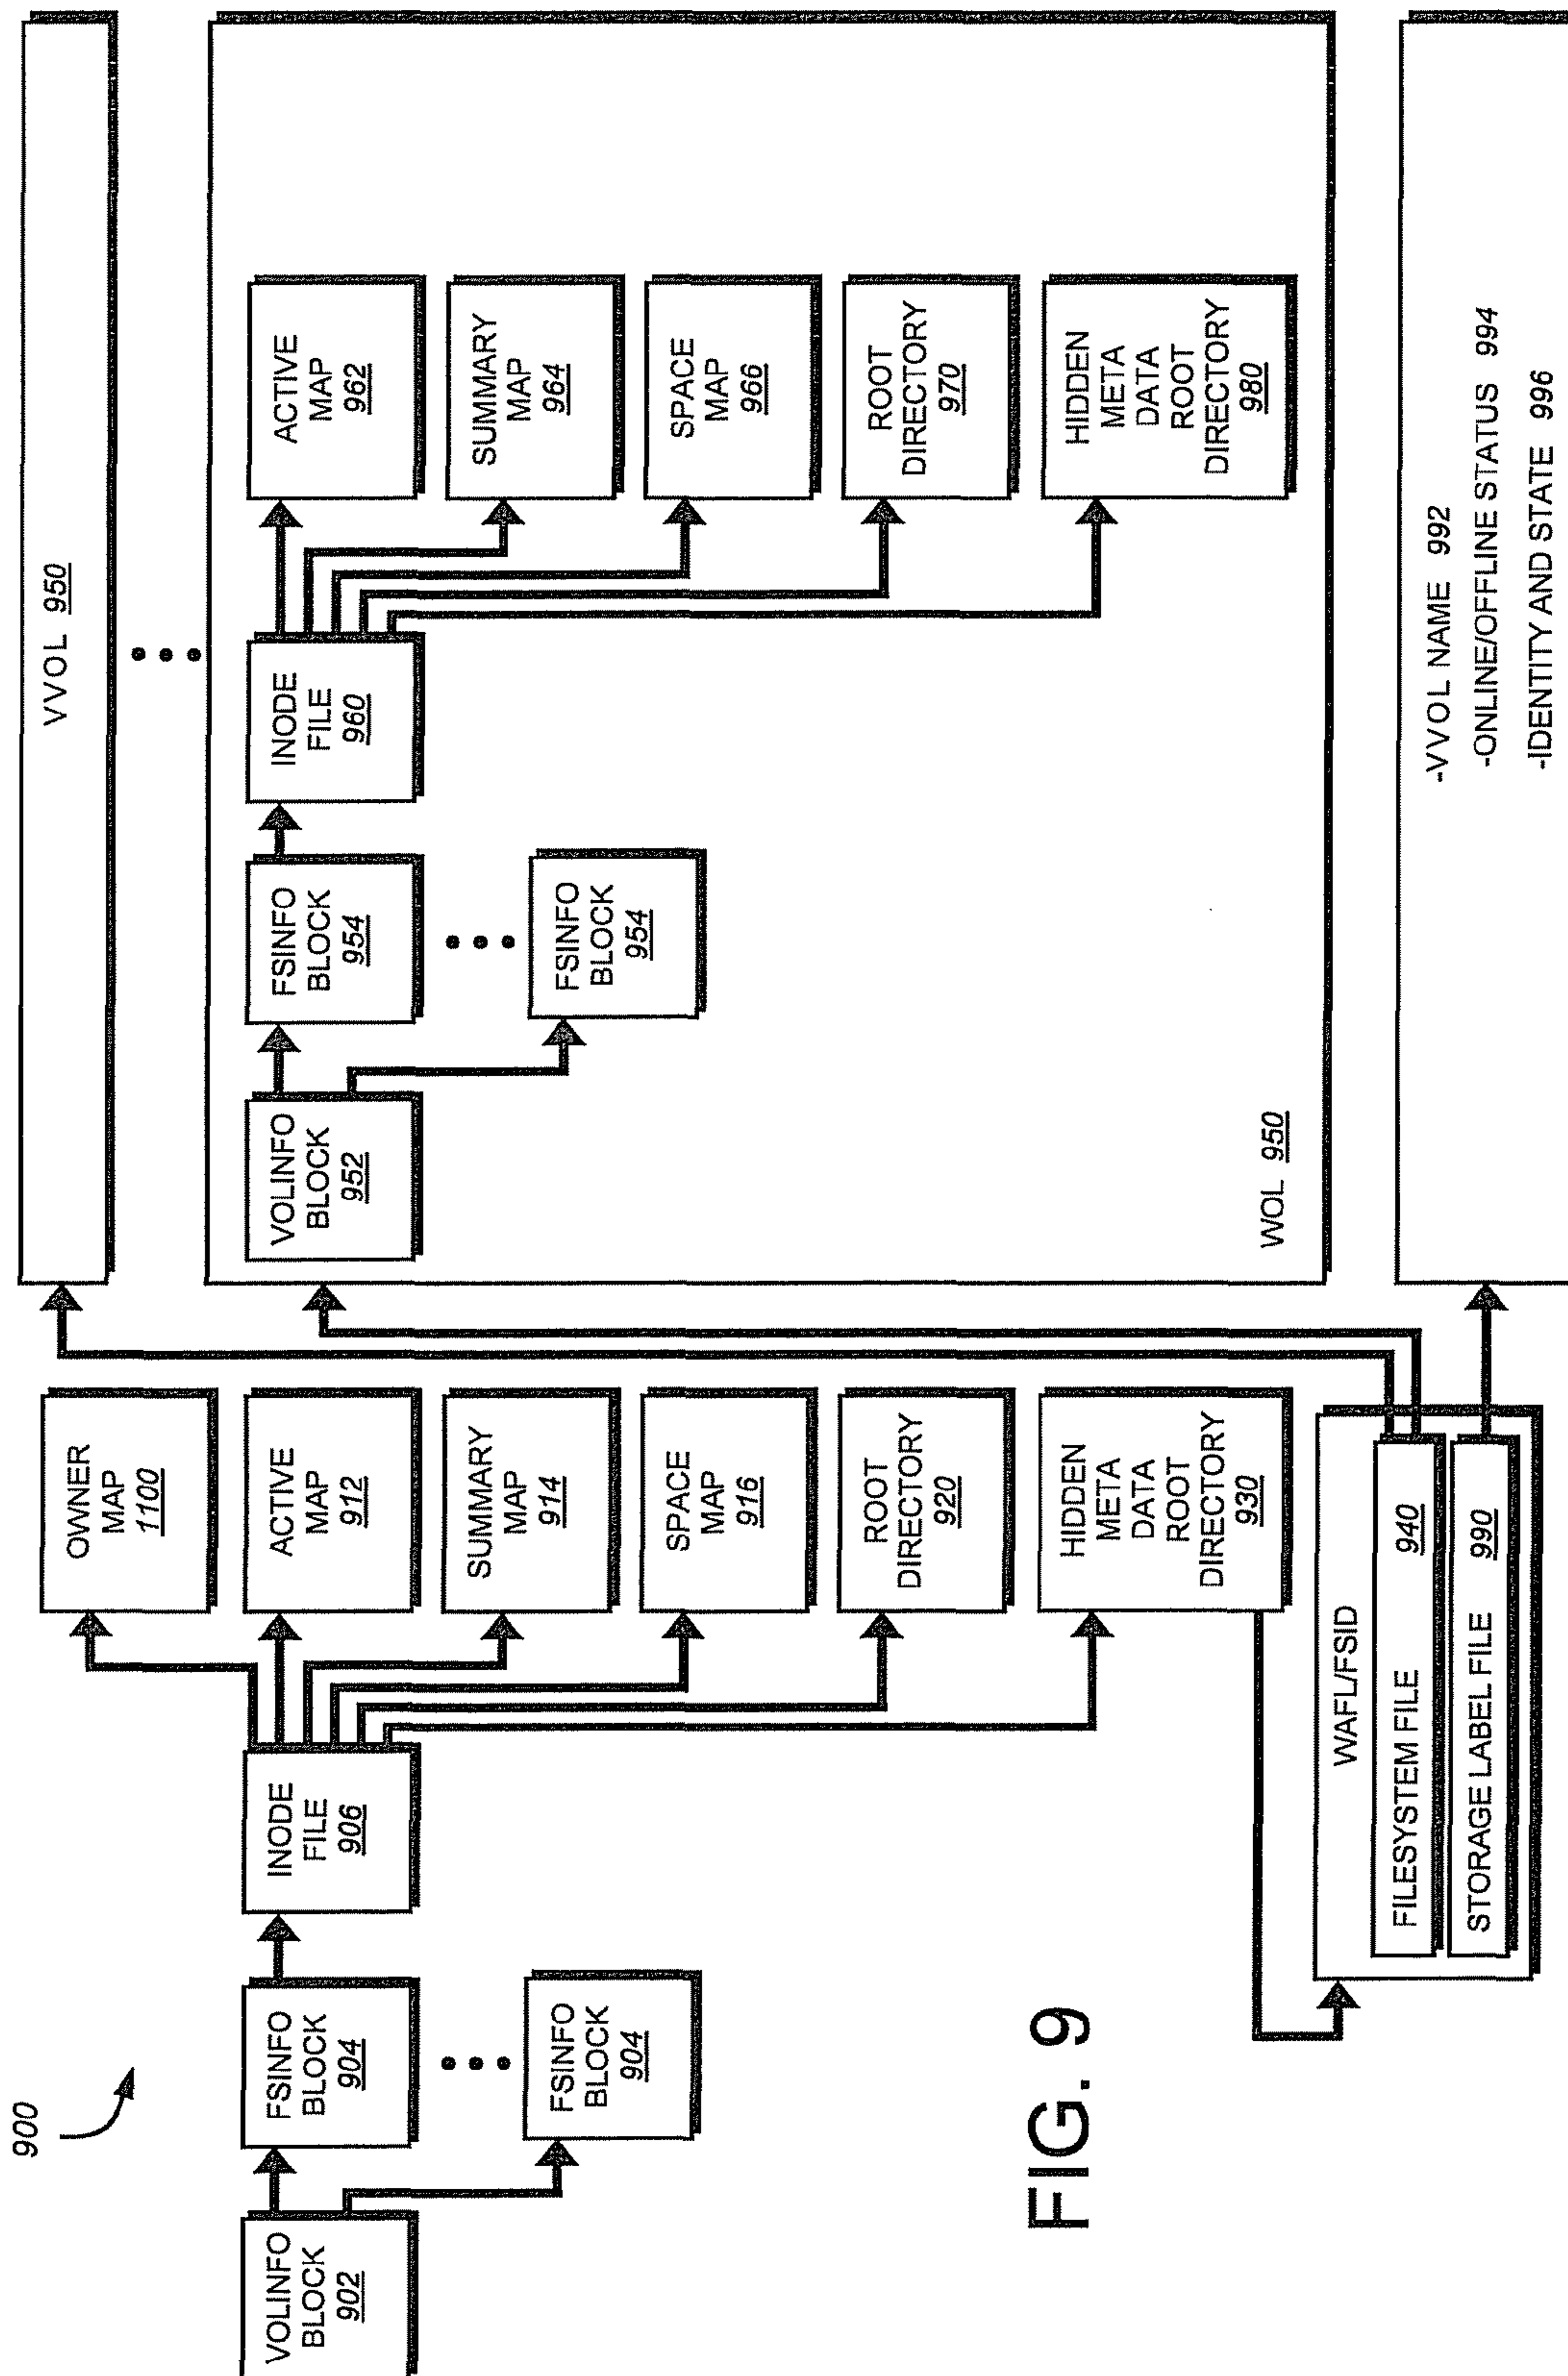 900
VOLINFO
BLOCK
902
FSINFO
BLOCK
904
FSINFO
BLOCK
904
INODE
FILE
906
OWNER
MAP
1100
ACTIVE
MAP
912
SUMMARY
MAP
914
SPACE
MAP
916
ROOT
DIRECTORY
920
HIDDEN
META
DATA
ROOT
DIRECTORY
930
WAFL/FSID
FILESYSTEM FILE 940
STORAGE LABEL FILE 990
VVOL 950
VOLINFO
BLOCK
952
FSINFO
BLOCK
954
FSINFO
BLOCK
954
INODE
FILE
960
ACTIVE
MAP
962
SUMMARY
MAP
964
SPACE
MAP
966
ROOT
DIRECTORY
970
HIDDEN
META
DATA
ROOT
DIRECTORY
980
VVOL 950
-VVOL NAME 992
-ONLINE/OFFLINE STATUS 994
-IDENTITY AND STATE 996
FIG. 9